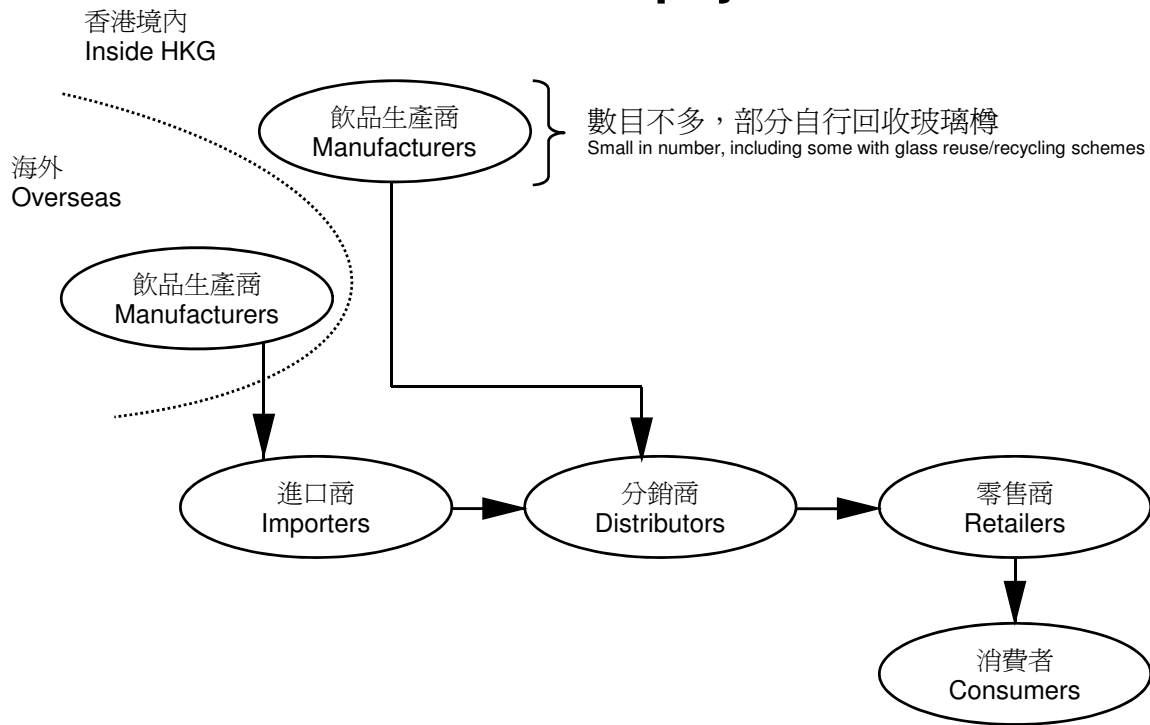 香港境內
Inside HKG
飲品生產商
Manufacturers
數目不多，部分自行回收玻璃樽
Small in number, including some with glass reuse/recycling schemes
海外
Overseas
飲品生產商
Manufacturers
進口商
Importers
分銷商
Distributors
零售商
Retailers
消費者
Consumers